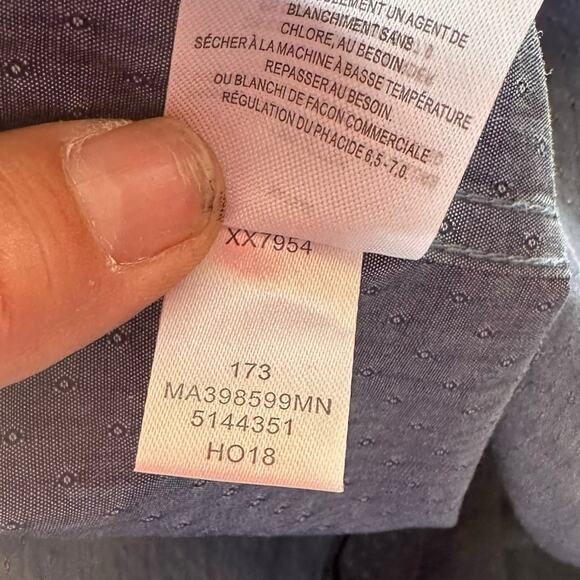 UN AGENT DE
BLANCHIMENT SANS
CHLORE, AU BESOIN.
SÉCHER À LA MACHINE À BASSE TEMPÉRATURE
REPASSER AU BESOIN.
OU BLANCHI DE FAÇON COMMERCIALE
RÉGULATION DU PH ACIDE 6,5 - 7,0.
XX7954
173
MA398599MN
5144351
HO18